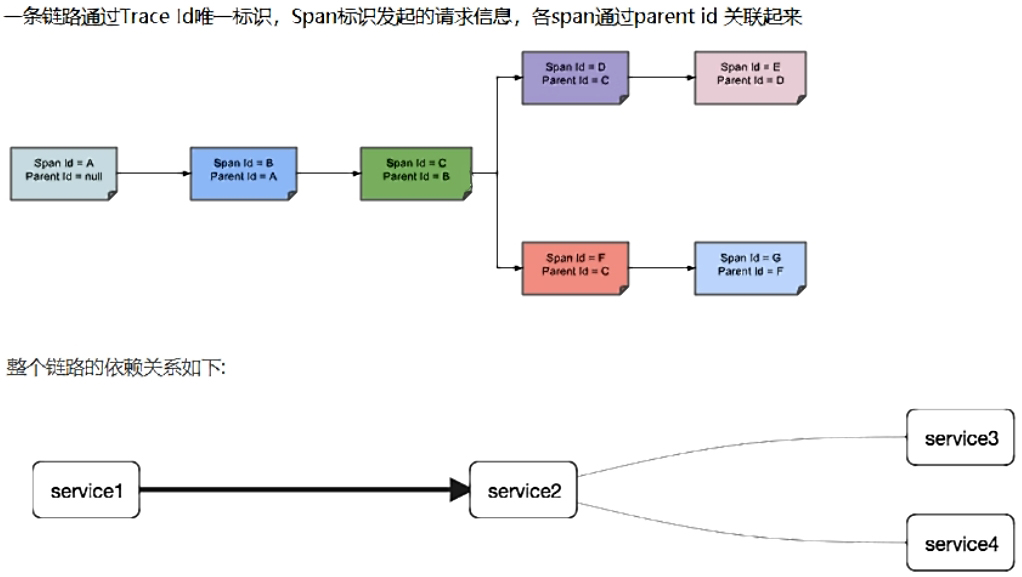 一条链路通过Trace Id唯一标识，Span标识发起的请求信息，各span通过parent id 关联起来
Span Id = A
Parent Id = null
Span Id = B
Parent Id = A
Span Id = C
Parent Id = B
Span Id = D
Parent Id = C
Span Id = E
Parent Id = D
Span Id = F
Parent Id = C
Span Id = G
Parent Id = F
整个链路的依赖关系如下:
service1
service2
service3
service4